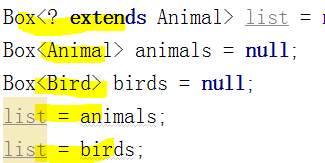 Box<? extends Animal> list =
Box<Animal> animals = null;
Box<Bird> birds = null;
list = animals;
list = birds;